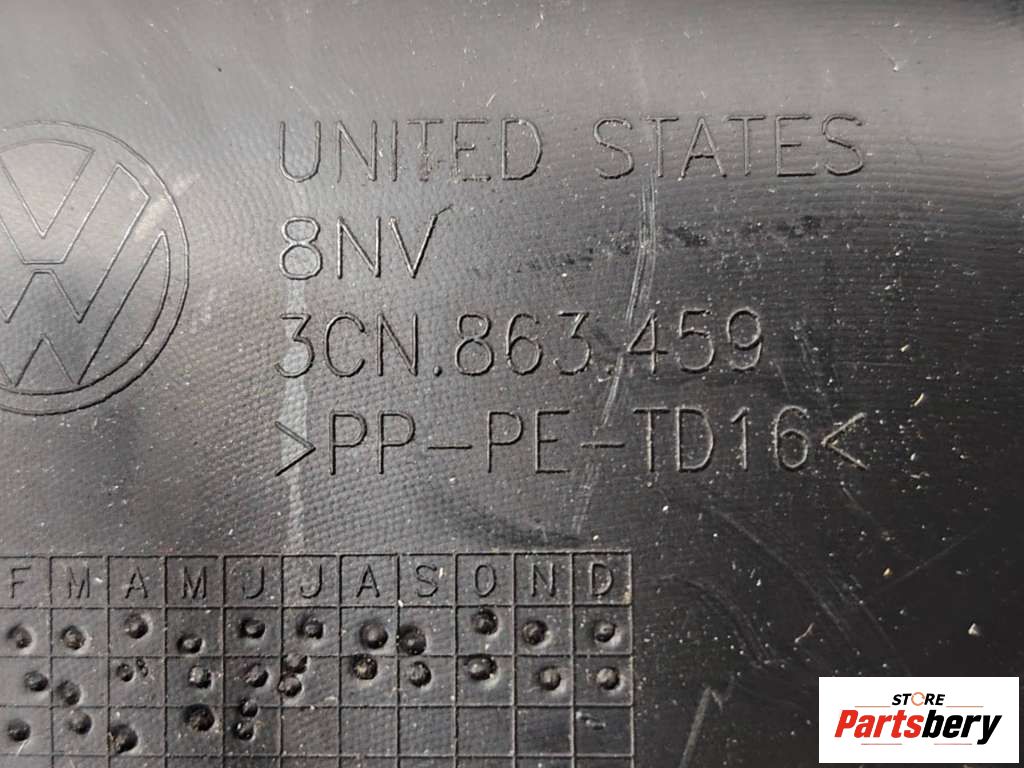 UNITED STATES
8NV
3CN.863.459
>PP-PE-TD16<
F M A M J J A S O N D
STORE
Partsbery